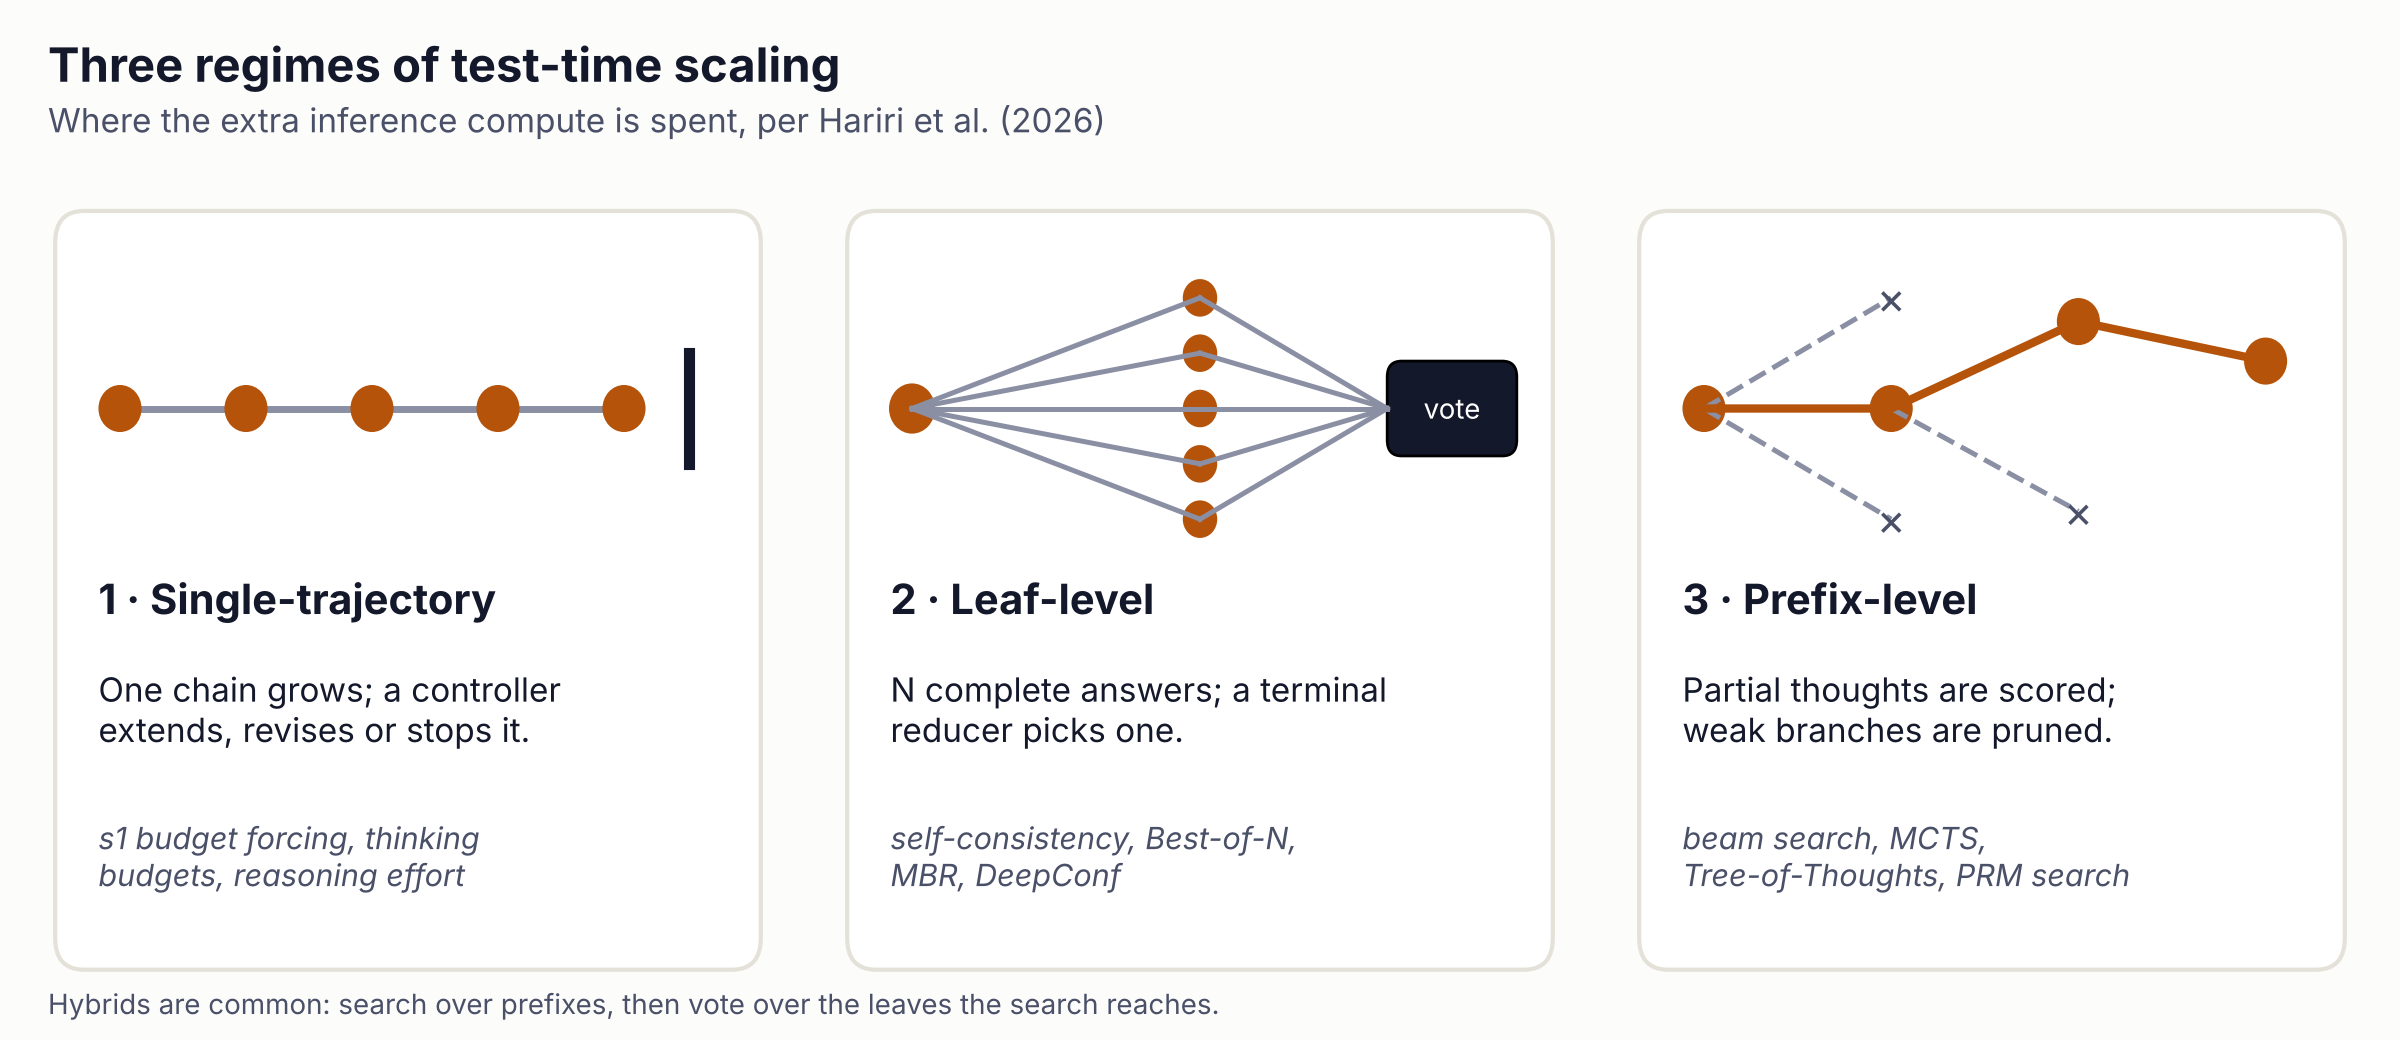 Three regimes of test-time scaling
Where the extra inference compute is spent, per Hariri et al. (2026)
vote
1 · Single-trajectory
One chain grows; a controller
extends, revises or stops it.
s1 budget forcing, thinking
budgets, reasoning effort
2 · Leaf-level
N complete answers; a terminal
reducer picks one.
self-consistency, Best-of-N,
MBR, DeepConf
3 · Prefix-level
Partial thoughts are scored;
weak branches are pruned.
beam search, MCTS,
Tree-of-Thoughts, PRM search
Hybrids are common: search over prefixes, then vote over the leaves the search reaches.